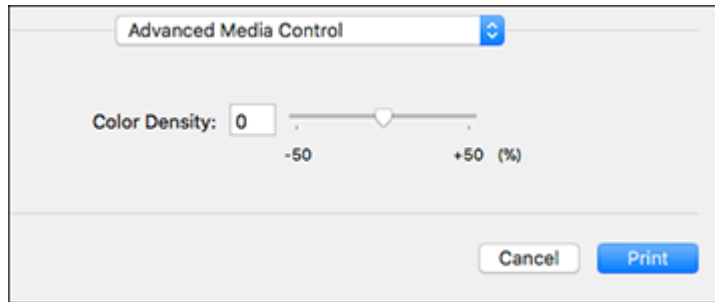 Advanced Media Control
Color Density: 0
-50 +50 (%)
Cancel Print